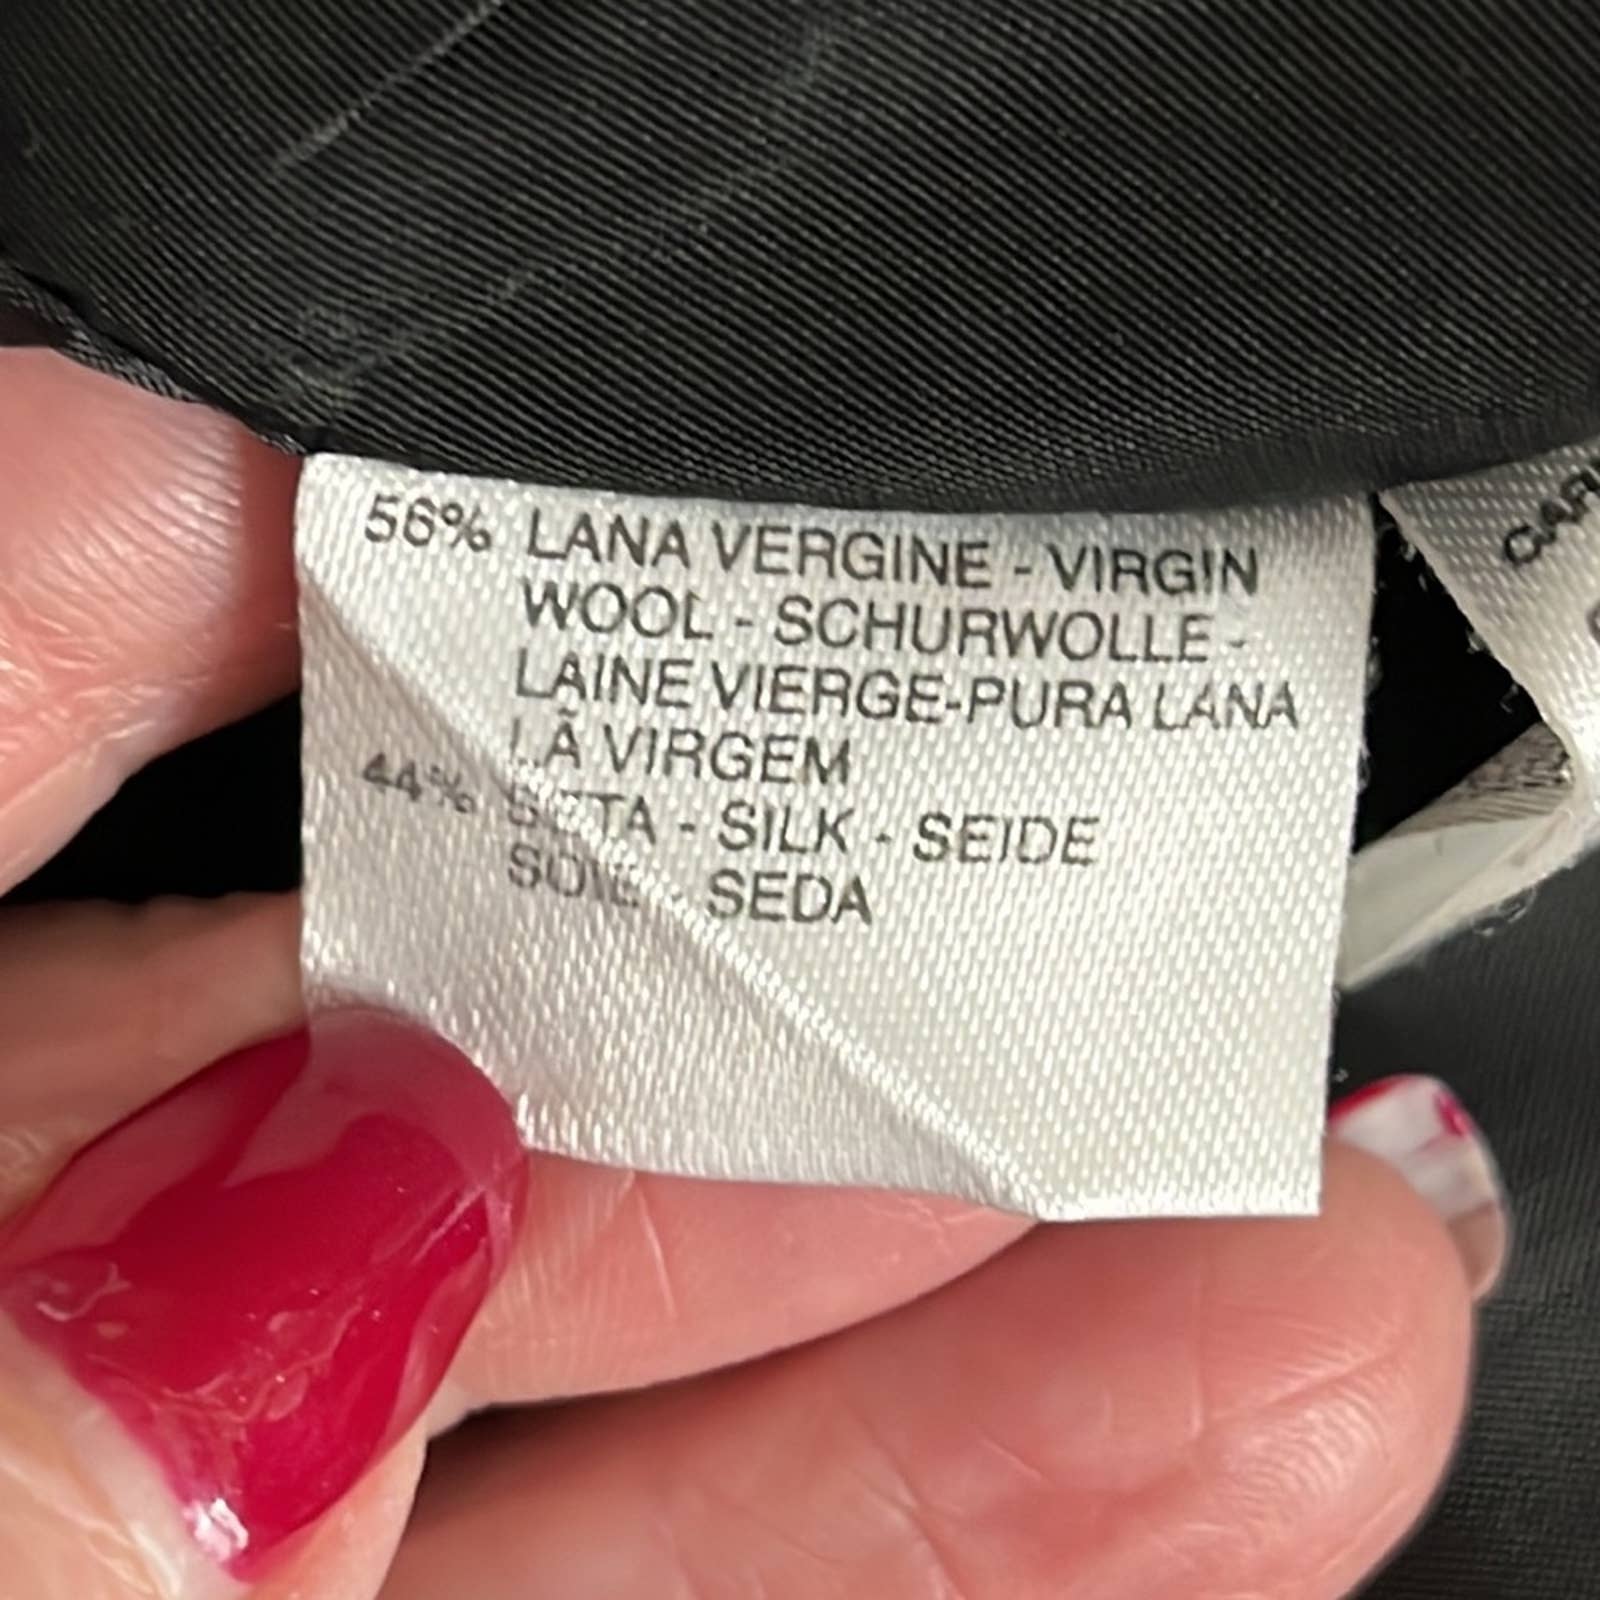 56% LANA VERGINE - VIRGIN
WOOL - SCHURWOLLE -
LAINE VIERGE-PURA LANA
LÃ VIRGEM
44% SETA - SILK - SEIDE
SOIE - SEDA